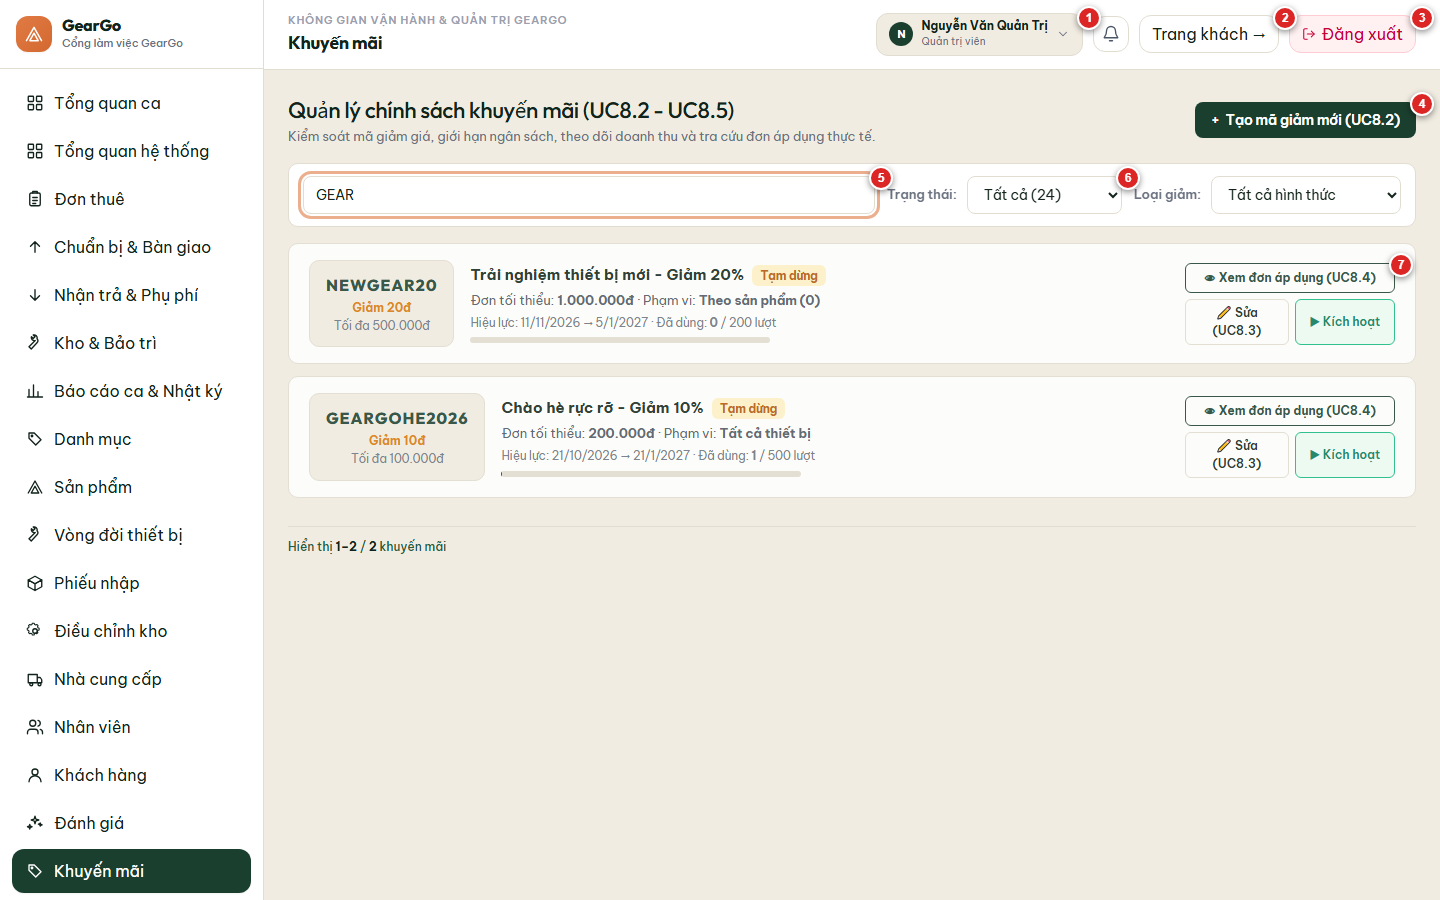 GearGo
Cổng làm việc GearGo
Tổng quan ca
Tổng quan hệ thống
Đơn thuê
Chuẩn bị & Bàn giao
Nhận trả & Phụ phí
Kho & Bảo trì
Báo cáo ca & Nhật ký
Danh mục
Sản phẩm
Vòng đời thiết bị
Phiếu nhập
Điều chỉnh kho
Nhà cung cấp
Nhân viên
Khách hàng
Đánh giá
Khuyến mãi
KHÔNG GIAN VẬN HÀNH & QUẢN TRỊ GEARGO
Khuyến mãi
N
Nguyễn Văn Quản Trị
Quản trị viên
1
Trang khách →
2
Đăng xuất
3
Quản lý chính sách khuyến mãi (UC8.2 - UC8.5)
Kiểm soát mã giảm giá, giới hạn ngân sách, theo dõi doanh thu và tra cứu đơn áp dụng thực tế.
+ Tạo mã giảm mới (UC8.2)
4
GEAR
5
Trạng thái:
Tất cả (24)
6
Loại giảm:
Tất cả hình thức
NEWGEAR20
Giảm 20đ
Tối đa 500.000đ
Trải nghiệm thiết bị mới - Giảm 20%
Tạm dừng
Đơn tối thiểu: 1.000.000đ · Phạm vi: Theo sản phẩm (0)
Hiệu lực: 11/11/2026 → 5/1/2027 · Đã dùng: 0 / 200 lượt
7
Xem đơn áp dụng (UC8.4)
Sửa
(UC8.3)
▶ Kích hoạt
GEARGOHE2026
Giảm 10đ
Tối đa 100.000đ
Chào hè rực rỡ - Giảm 10%
Tạm dừng
Đơn tối thiểu: 200.000đ · Phạm vi: Tất cả thiết bị
Hiệu lực: 21/10/2026 → 21/1/2027 · Đã dùng: 1 / 500 lượt
Xem đơn áp dụng (UC8.4)
Sửa
(UC8.3)
▶ Kích hoạt
Hiển thị 1–2 / 2 khuyến mãi